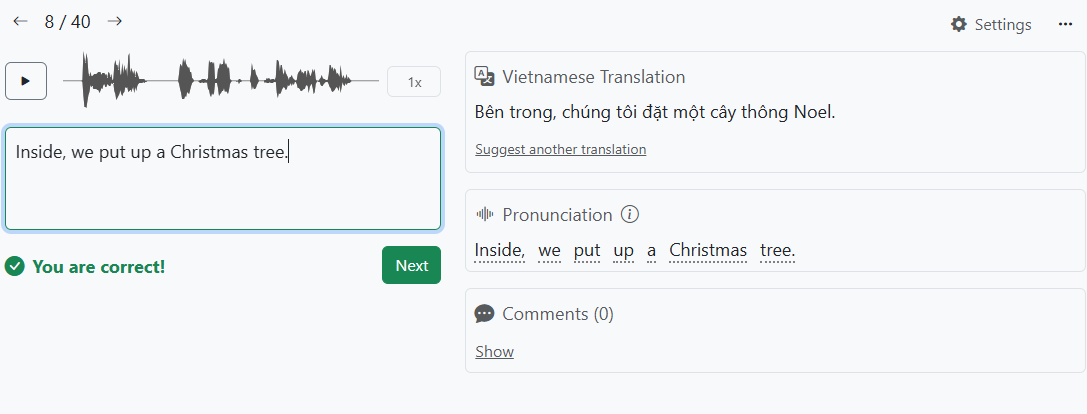 ← 8 / 40 →
Settings
1x
Inside, we put up a Christmas tree.
You are correct!
Next
Vietnamese Translation
Bên trong, chúng tôi đặt một cây thông Noel.
Suggest another translation
Pronunciation
Inside, we put up a Christmas tree.
Comments (0)
Show